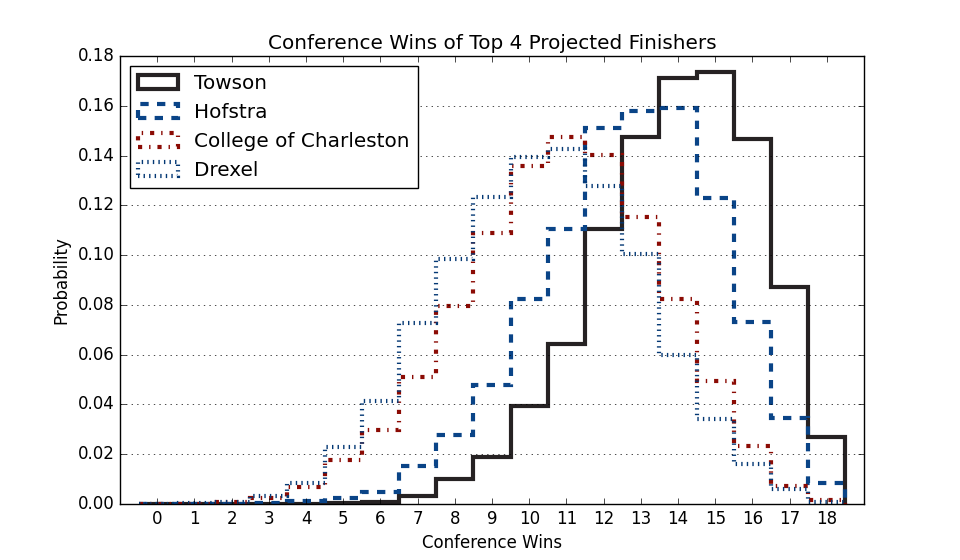 Conference Wins of Top 4 Projected Finishers
0.18
0.16
0.14
0.12
0.10
0.08
0.06
0.04
0.02
0.00
Probability
Towson
Hofstra
College of Charleston
Drexel
0 1 2 3 4 5 6 7 8 9 10 11 12 13 14 15 16 17 18
Conference Wins